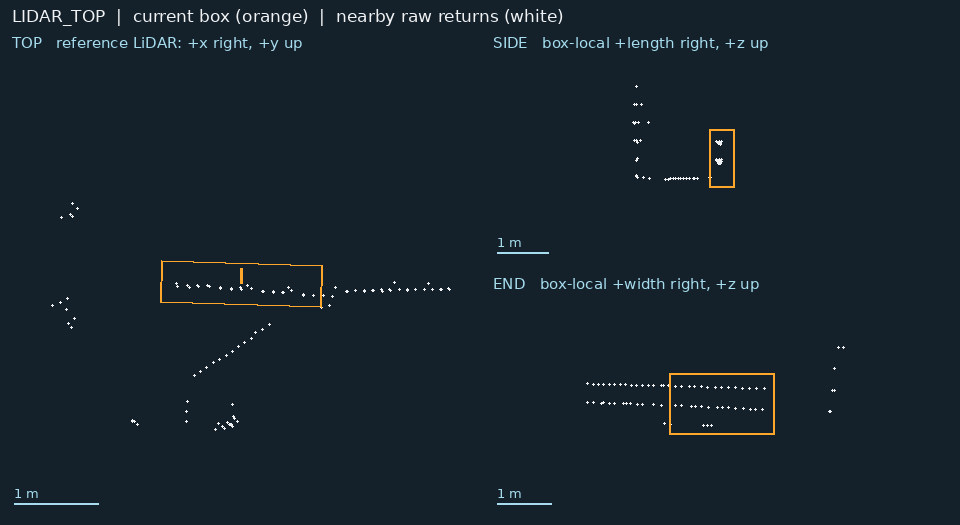 LIDAR_TOP  |  current box (orange)  |  nearby raw returns (white)
TOP   reference LiDAR: +x right, +y up
SIDE   box-local +length right, +z up
1 m
END   box-local +width right, +z up
1 m
1 m